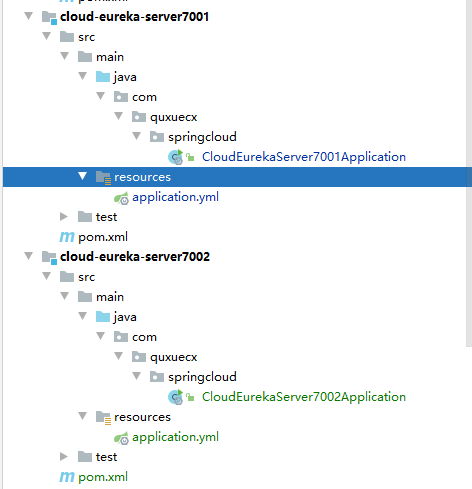 pom.xml
cloud-eureka-server7001
src
main
java
com
quxuecx
springcloud
CloudEurekaServer7001Application
resources
application.yml
test
pom.xml
cloud-eureka-server7002
src
main
java
com
quxuecx
springcloud
CloudEurekaServer7002Application
resources
application.yml
test
pom.xml